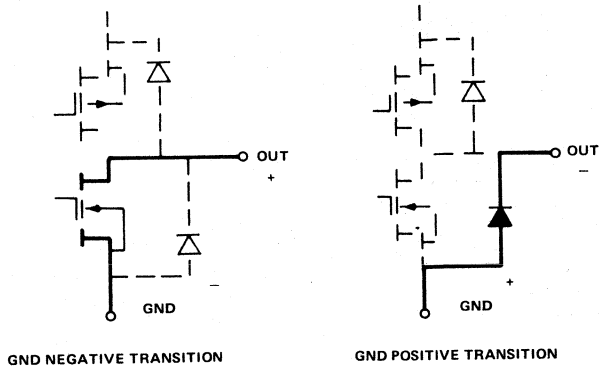 OUT
+
−
GND
GND NEGATIVE TRANSITION
OUT
−
+
GND
GND POSITIVE TRANSITION